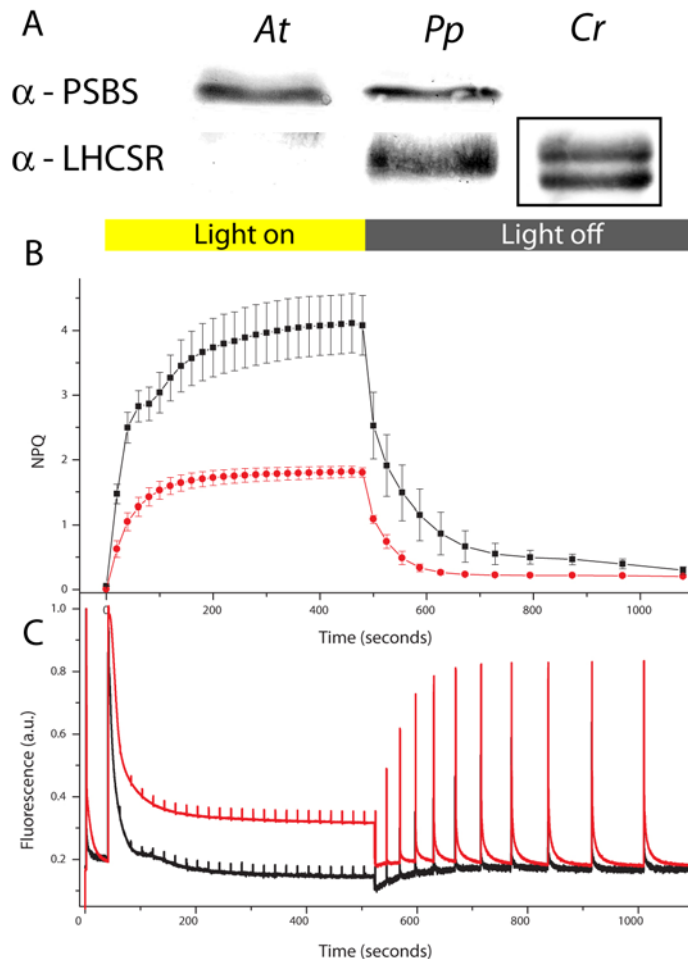 A At Pp Cr
α - PSBS
α - LHCSR
Light on Light off
B
4
3
2
1
0
NPQ
0 200 400 600 800 1000
Time (seconds)
C
1.0
0.8
0.6
0.4
0.2
Fluorescence (a.u.)
0 200 400 600 800 1000
Time (seconds)